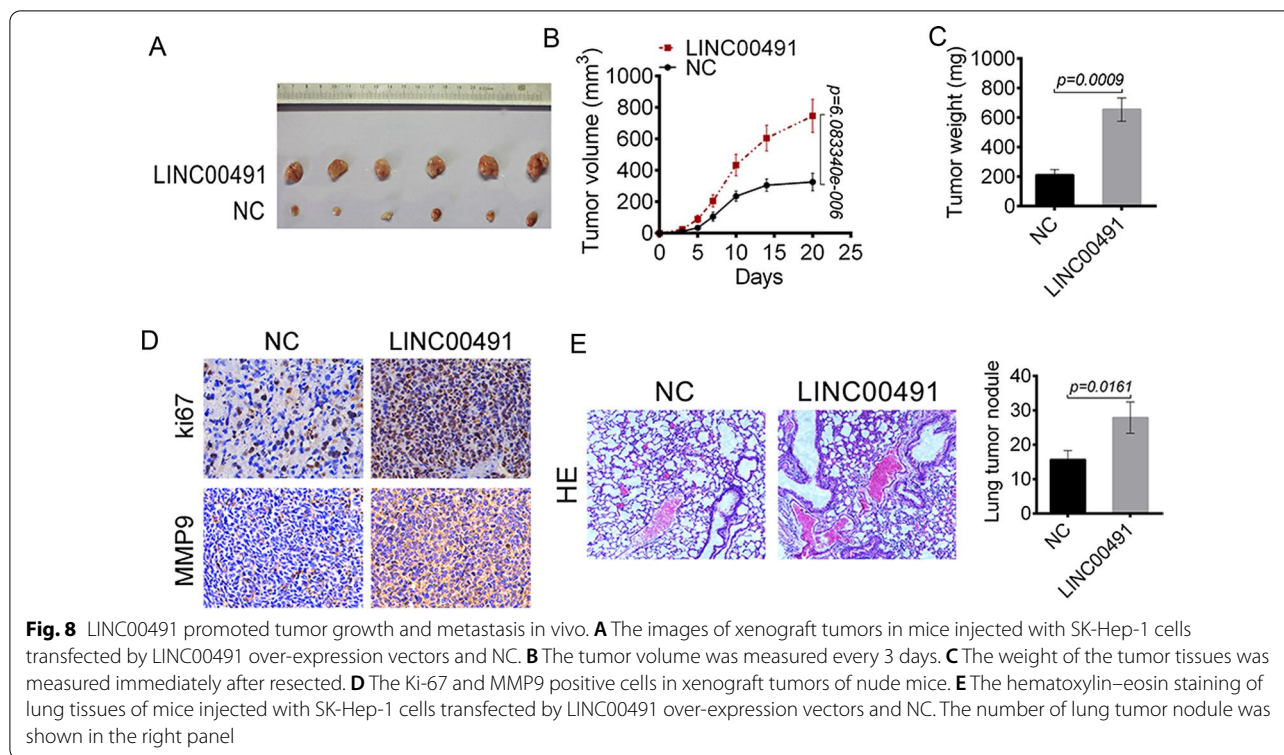 A
LINC00491
NC
B
LINC00491
NC
Tumor volume (mm³)
1000
800
600
400
200
0
0 5 10 15 20 25
Days
p=6.083340e-006
C
Tumor weight (mg)
1000
800
600
400
200
0
p=0.0009
NC
LINC00491
D
NC LINC00491
ki67
MMP9
E
NC LINC00491
HE
Lung tumor nodule
40
30
20
10
0
p=0.0161
NC
LINC00491
Fig. 8 LINC00491 promoted tumor growth and metastasis in vivo. A The images of xenograft tumors in mice injected with SK-Hep-1 cells
transfected by LINC00491 over-expression vectors and NC. B The tumor volume was measured every 3 days. C The weight of the tumor tissues was
measured immediately after resected. D The Ki-67 and MMP9 positive cells in xenograft tumors of nude mice. E The hematoxylin–eosin staining of
lung tissues of mice injected with SK-Hep-1 cells transfected by LINC00491 over-expression vectors and NC. The number of lung tumor nodule was
shown in the right panel